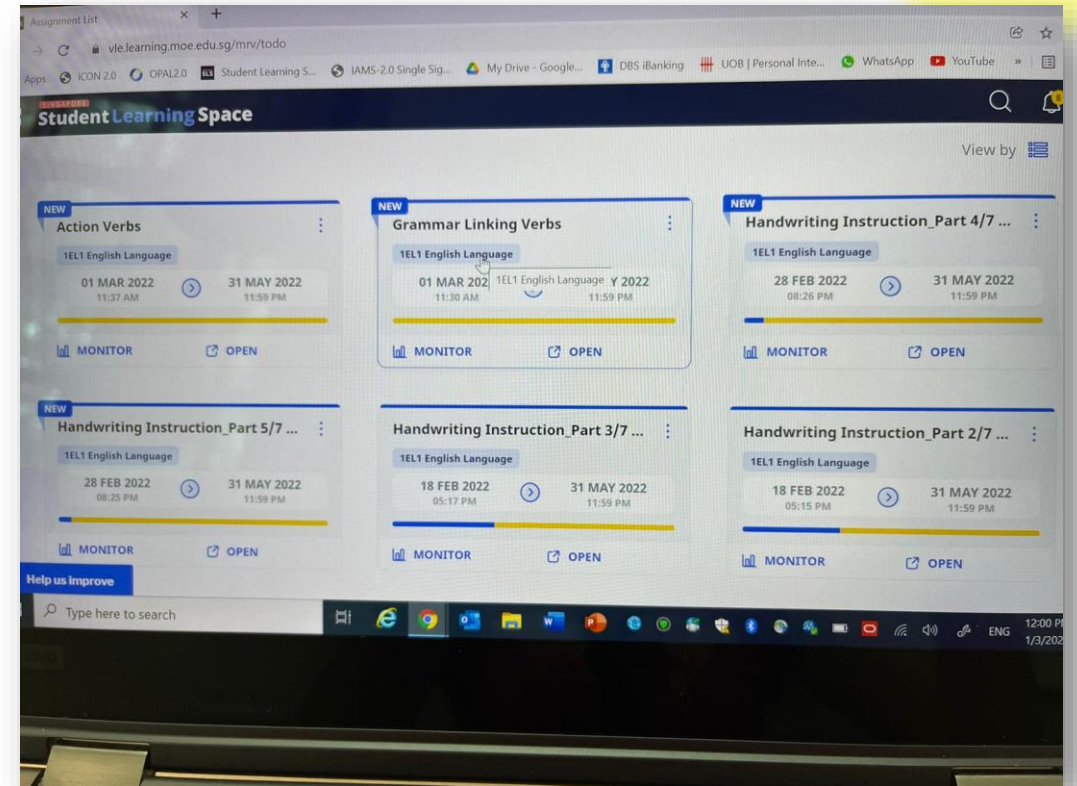 Assignment List
vle.learning.moe.edu.sg/mrv/todo
Apps iCON 2.0 OPAL2.0 SLS Student Learning S... IAMS-2.0 Single Sig... My Drive - Google... DBS iBanking UOB | Personal Inte... WhatsApp YouTube »
SINGAPORE
Student Learning Space
View by
NEW
Action Verbs
1EL1 English Language
01 MAR 2022 31 MAY 2022
11:37 AM 11:59 PM
MONITOR OPEN
NEW
Grammar Linking Verbs
1EL1 English Language
01 MAR 202 1EL1 English Language Y 2022
11:30 AM 11:59 PM
MONITOR OPEN
NEW
Handwriting Instruction_Part 4/7 ...
1EL1 English Language
28 FEB 2022 31 MAY 2022
08:26 PM 11:59 PM
MONITOR OPEN
NEW
Handwriting Instruction_Part 5/7 ...
1EL1 English Language
28 FEB 2022 31 MAY 2022
08:25 PM 11:59 PM
MONITOR OPEN
Handwriting Instruction_Part 3/7 ...
1EL1 English Language
18 FEB 2022 31 MAY 2022
05:17 PM 11:59 PM
MONITOR OPEN
Handwriting Instruction_Part 2/7 ...
1EL1 English Language
18 FEB 2022 31 MAY 2022
05:15 PM 11:59 PM
MONITOR OPEN
Help us improve
Type here to search
ENG
12:00 P
1/3/202